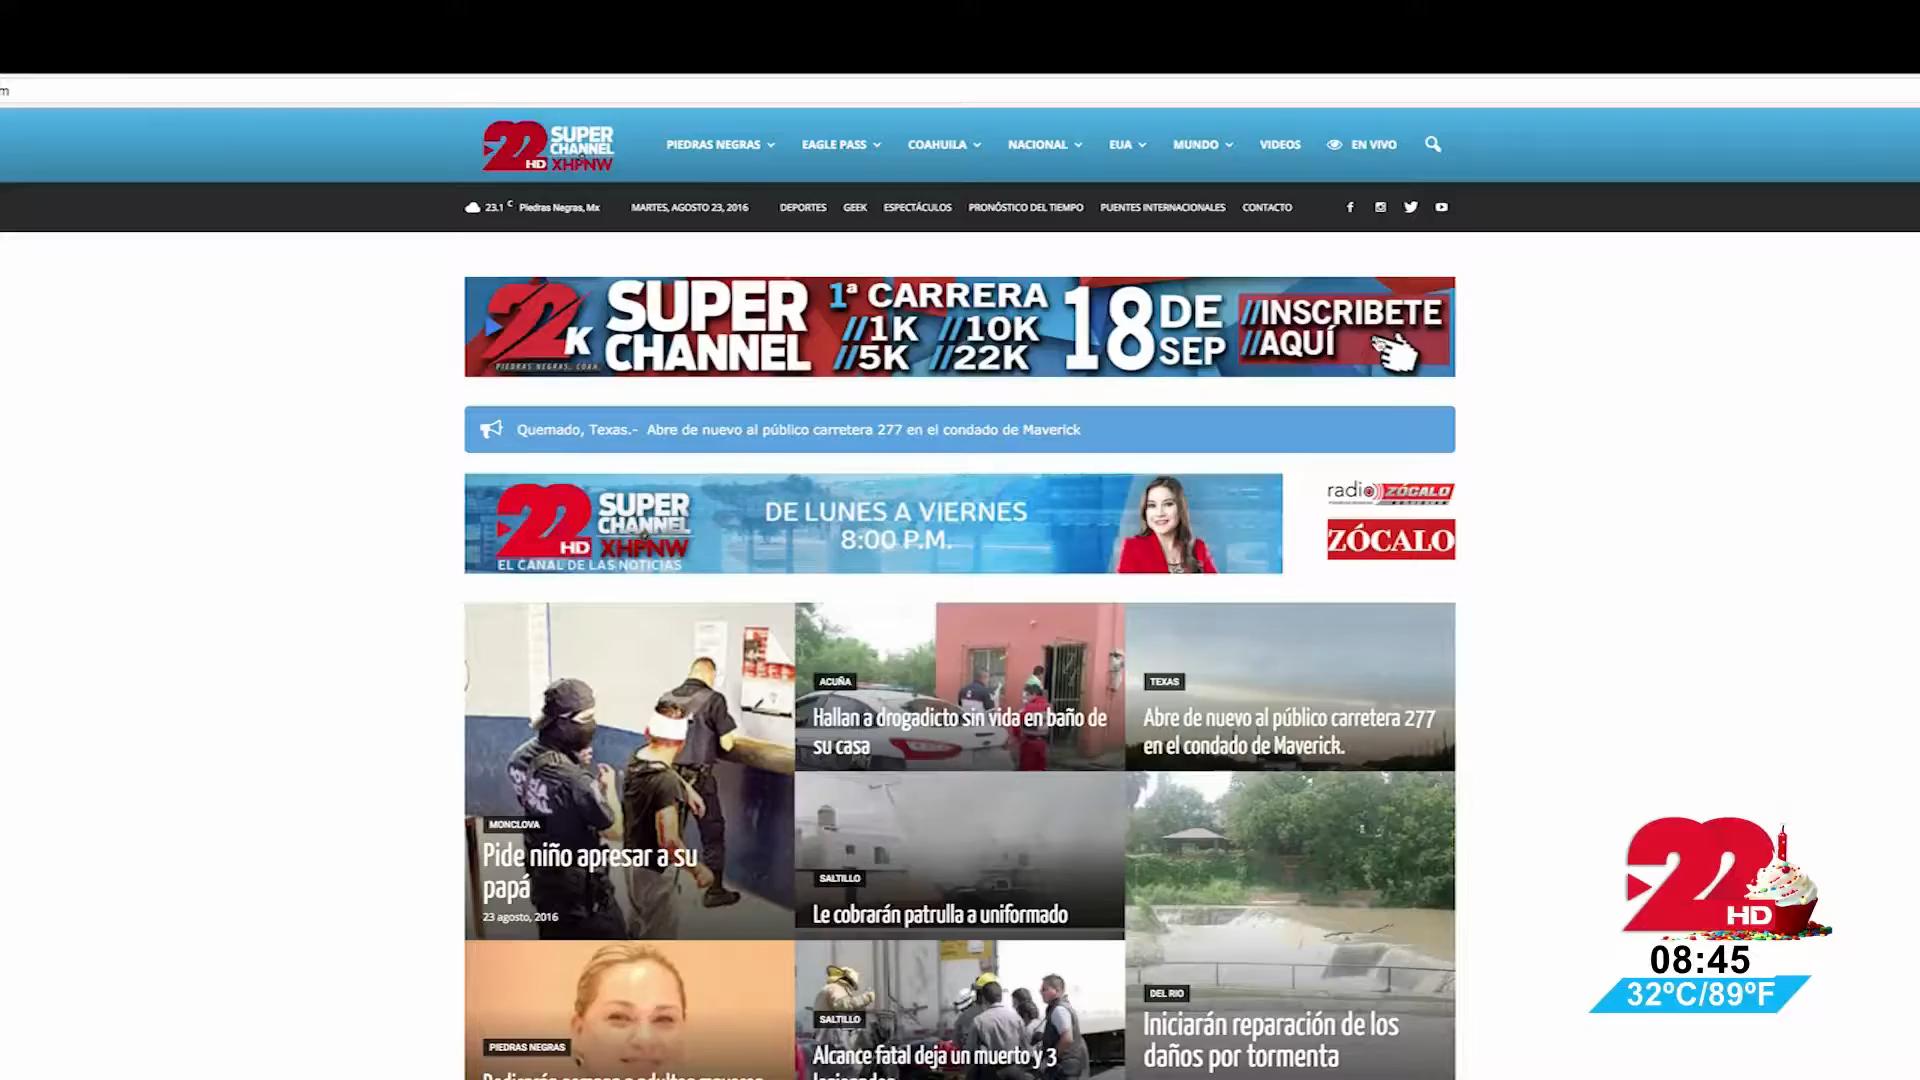 m
22 HD SUPER CHANNEL XHPNW
PIEDRAS NEGRAS EAGLE PASS COAHUILA NACIONAL EUA MUNDO VIDEOS EN VIVO
23.1 C Piedras Negras, Mx MARTES, AGOSTO 23, 2016 DEPORTES GEEK ESPECTÁCULOS PRONÓSTICO DEL TIEMPO PUENTES INTERNACIONALES CONTACTO
22K SUPER CHANNEL
PIEDRAS NEGRAS, COAH.
1ª CARRERA
//1K //10K
//5K //22K
18 DE SEP
//INSCRIBETE
//AQUÍ
Quemado, Texas.- Abre de nuevo al público carretera 277 en el condado de Maverick
22 HD SUPER CHANNEL XHPNW
EL CANAL DE LAS NOTICIAS
DE LUNES A VIERNES
8:00 P.M.
radio ZÓCALO
ZÓCALO
MONCLOVA
Pide niño apresar a su
papá
23 agosto, 2016
ACUÑA
Hallan a drogadicto sin vida en baño de
su casa
TEXAS
Abre de nuevo al público carretera 277
en el condado de Maverick.
SALTILLO
Le cobrarán patrulla a uniformado
DEL RIO
Iniciarán reparación de los
daños por tormenta
PIEDRAS NEGRAS
SALTILLO
Alcance fatal deja un muerto y 3
22 HD
08:45
32ºC/89ºF